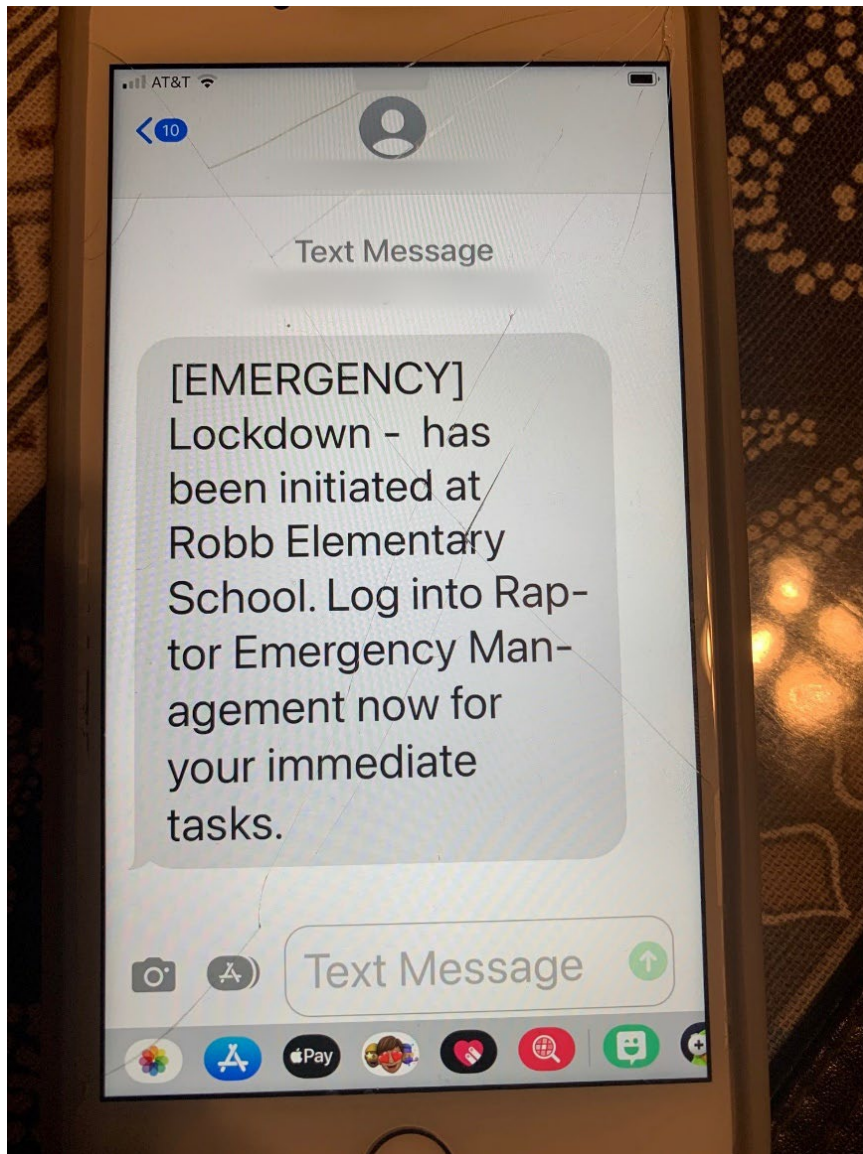 AT&T
10
Text Message
[EMERGENCY]
Lockdown - has
been initiated at
Robb Elementary
School. Log into Rap-
tor Emergency Man-
agement now for
your immediate
tasks.
Text Message
Pay